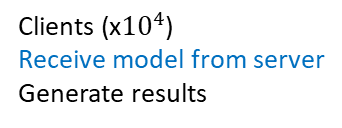 Clients (x10⁴)
Receive model from server
Generate results